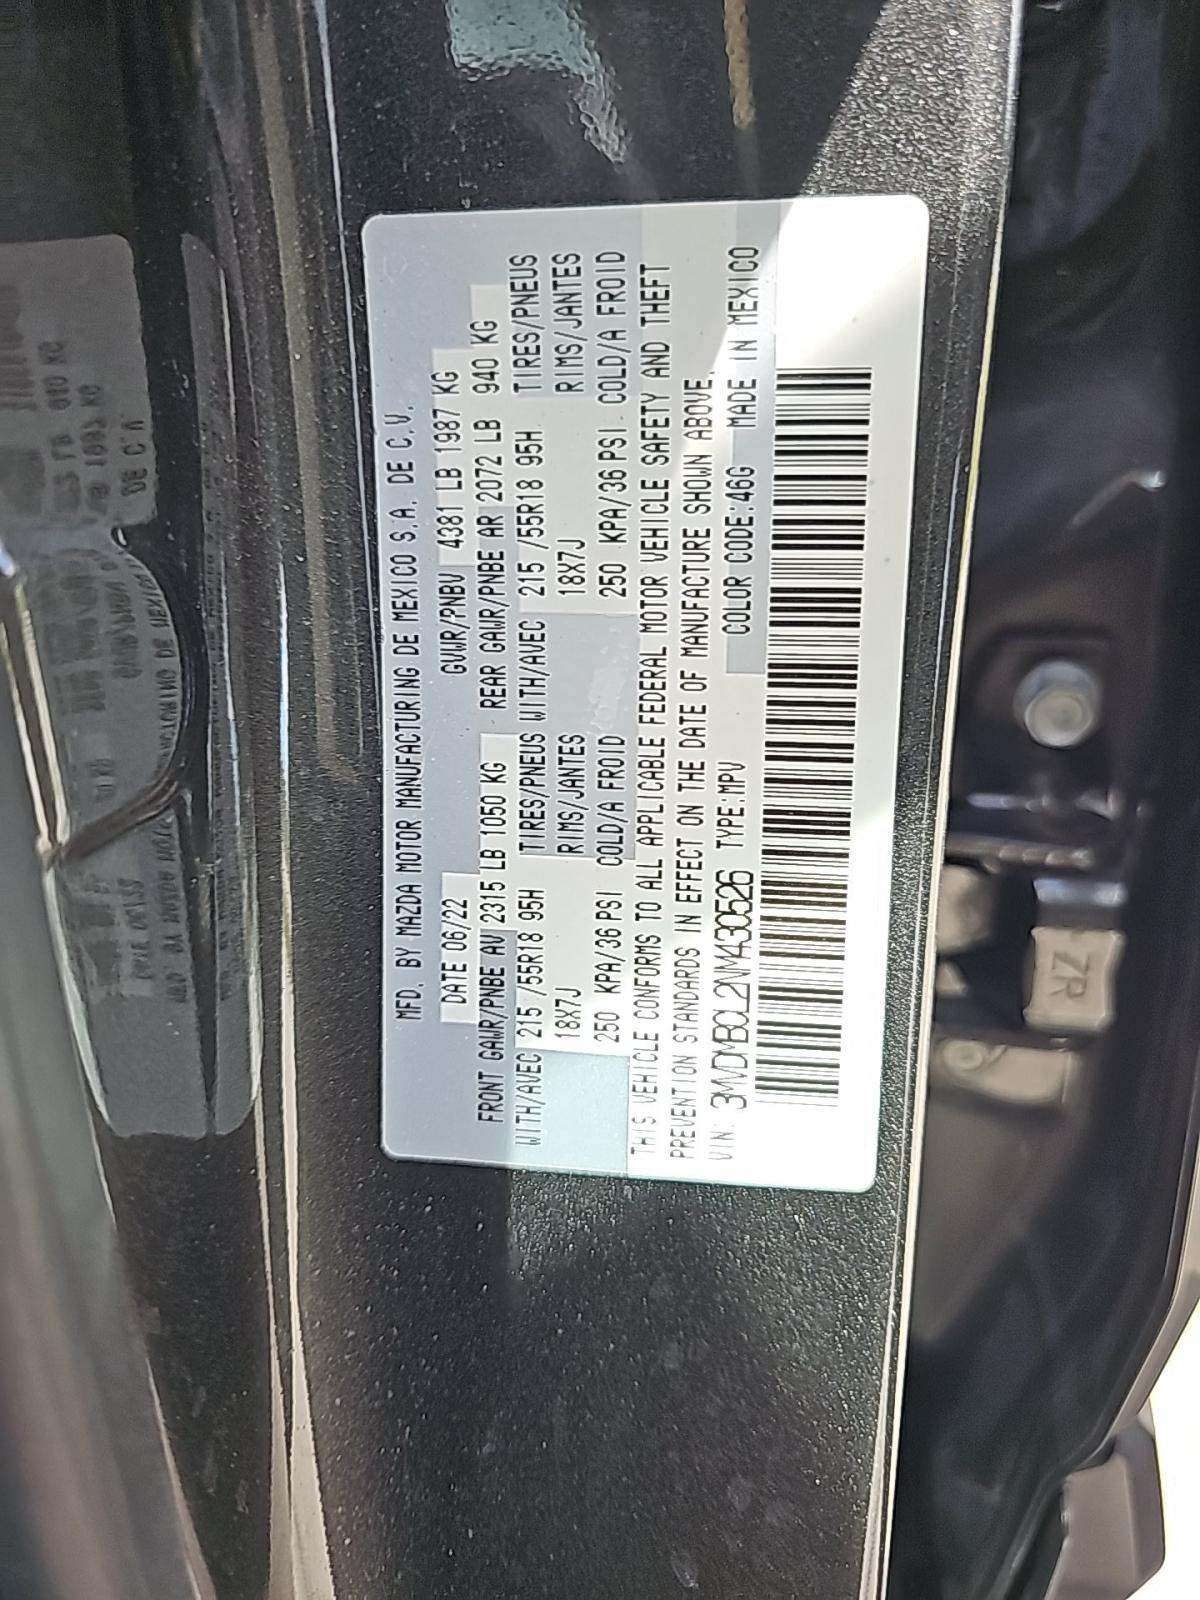 MFD. BY MAZDA MOTOR MANUFACTURING DE MEXICO S.A. DE C.V.
DATE 06/22 GVWR/PNBV 4381 LB 1987 KG
FRONT GAWR/PNBE AV 2315 LB 1050 KG REAR GAWR/PNBE AR 2072 LB 940 KG
WITH/AVEC 215 /55R18 95H TIRES/PNEUS WITH/AVEC 215 /55R18 95H TIRES/PNEUS
18X7J RIMS/JANTES 18X7J RIMS/JANTES
250 KPA/36 PSI COLD/A FROID 250 KPA/36 PSI COLD/A FROID
THIS VEHICLE CONFORMS TO ALL APPLICABLE FEDERAL MOTOR VEHICLE SAFETY AND THEFT
PREVENTION STANDARDS IN EFFECT ON THE DATE OF MANUFACTURE SHOWN ABOVE.
VIN: 3MVDMBCL2NM430526 TYPE:MPV COLOR CODE:46G MADE IN MEXICO
ZR